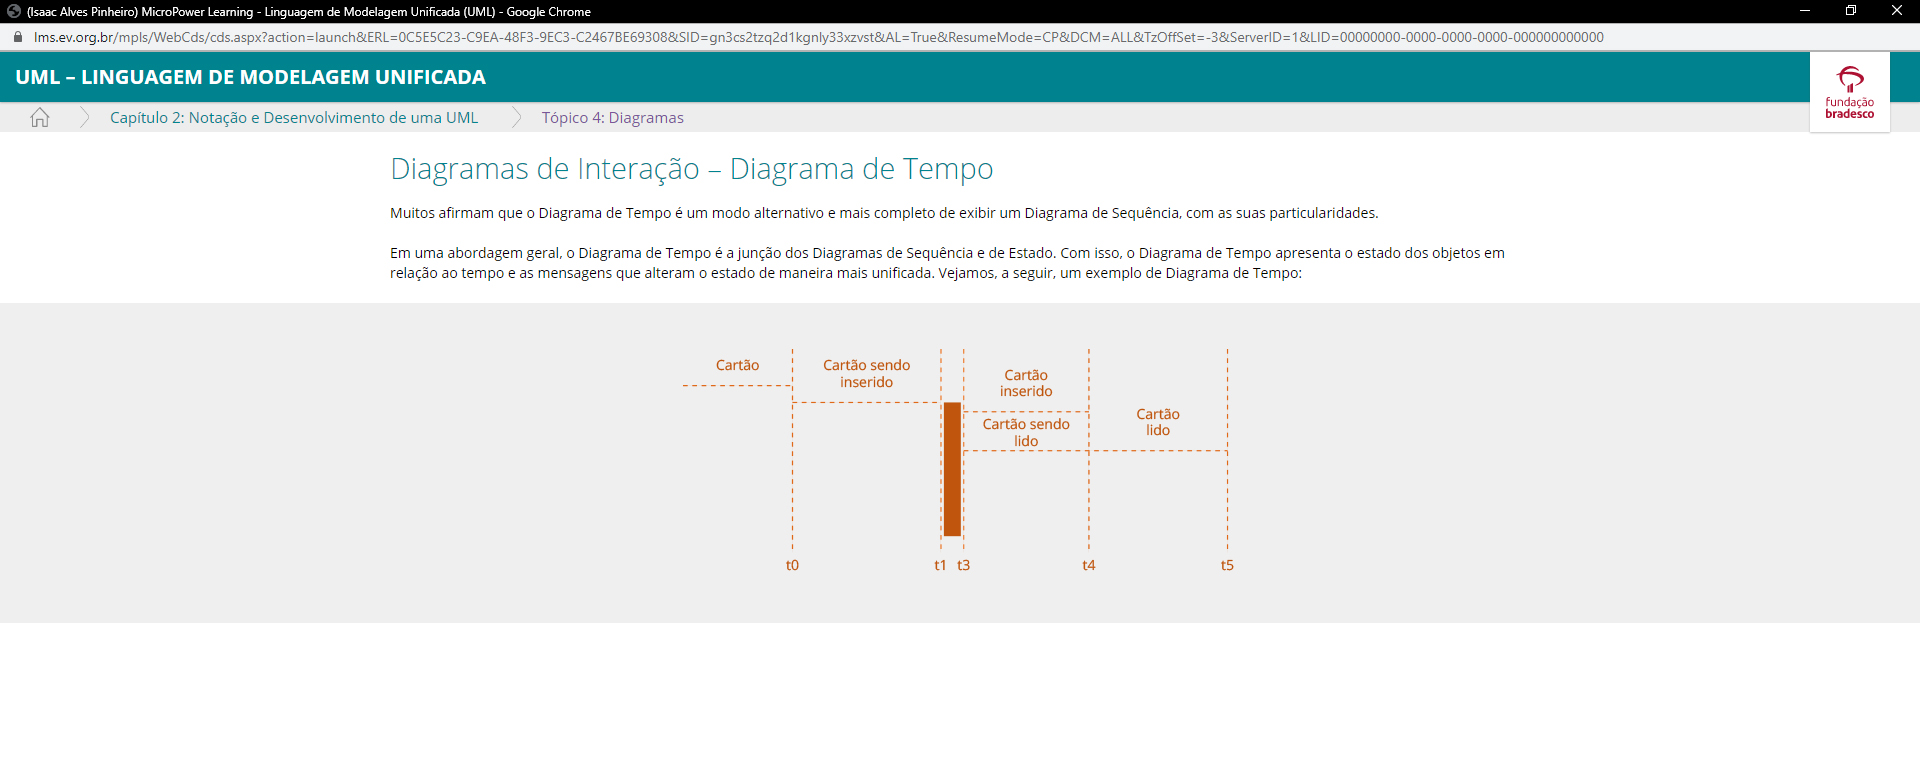 (Isaac Alves Pinheiro) MicroPower Learning - Linguagem de Modelagem Unificada (UML) - Google Chrome
lms.ev.org.br/mpls/WebCds/cds.aspx?action=launch&ERL=0C5E5C23-C9EA-48F3-9EC3-C2467BE69308&SID=gn3cs2tzq2d1kgnly33xzvst&AL=True&ResumeMode=CP&DCM=ALL&TzOffSet=-3&ServerID=1&LID=00000000-0000-0000-0000-000000000000
UML – LINGUAGEM DE MODELAGEM UNIFICADA
fundação
bradesco
Capítulo 2: Notação e Desenvolvimento de uma UML
Tópico 4: Diagramas
Diagramas de Interação – Diagrama de Tempo
Muitos afirmam que o Diagrama de Tempo é um modo alternativo e mais completo de exibir um Diagrama de Sequência, com as suas particularidades.
Em uma abordagem geral, o Diagrama de Tempo é a junção dos Diagramas de Sequência e de Estado. Com isso, o Diagrama de Tempo apresenta o estado dos objetos em
relação ao tempo e as mensagens que alteram o estado de maneira mais unificada. Vejamos, a seguir, um exemplo de Diagrama de Tempo:
Cartão
Cartão sendo
inserido
Cartão
inserido
Cartão sendo
lido
Cartão
lido
t0
t1
t3
t4
t5